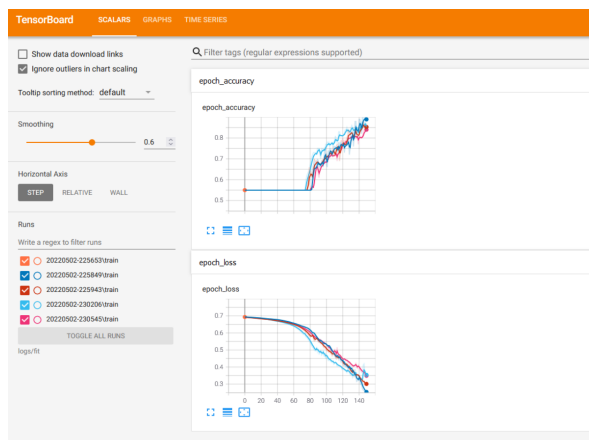 TensorBoard SCALARS GRAPHS TIME SERIES
Show data download links
Ignore outliers in chart scaling
Tooltip sorting method: default
Smoothing
0.6
Horizontal Axis
STEP RELATIVE WALL
Runs
Write a regex to filter runs
20220502-225653\train
20220502-225849\train
20220502-225943\train
20220502-230206\train
20220502-230545\train
TOGGLE ALL RUNS
logs/fit
Filter tags (regular expressions supported)
epoch_accuracy
epoch_accuracy
0.8
0.7
0.6
0.5
epoch_loss
epoch_loss
0.7
0.6
0.5
0.4
0.3
0 20 40 60 80 100 120 140